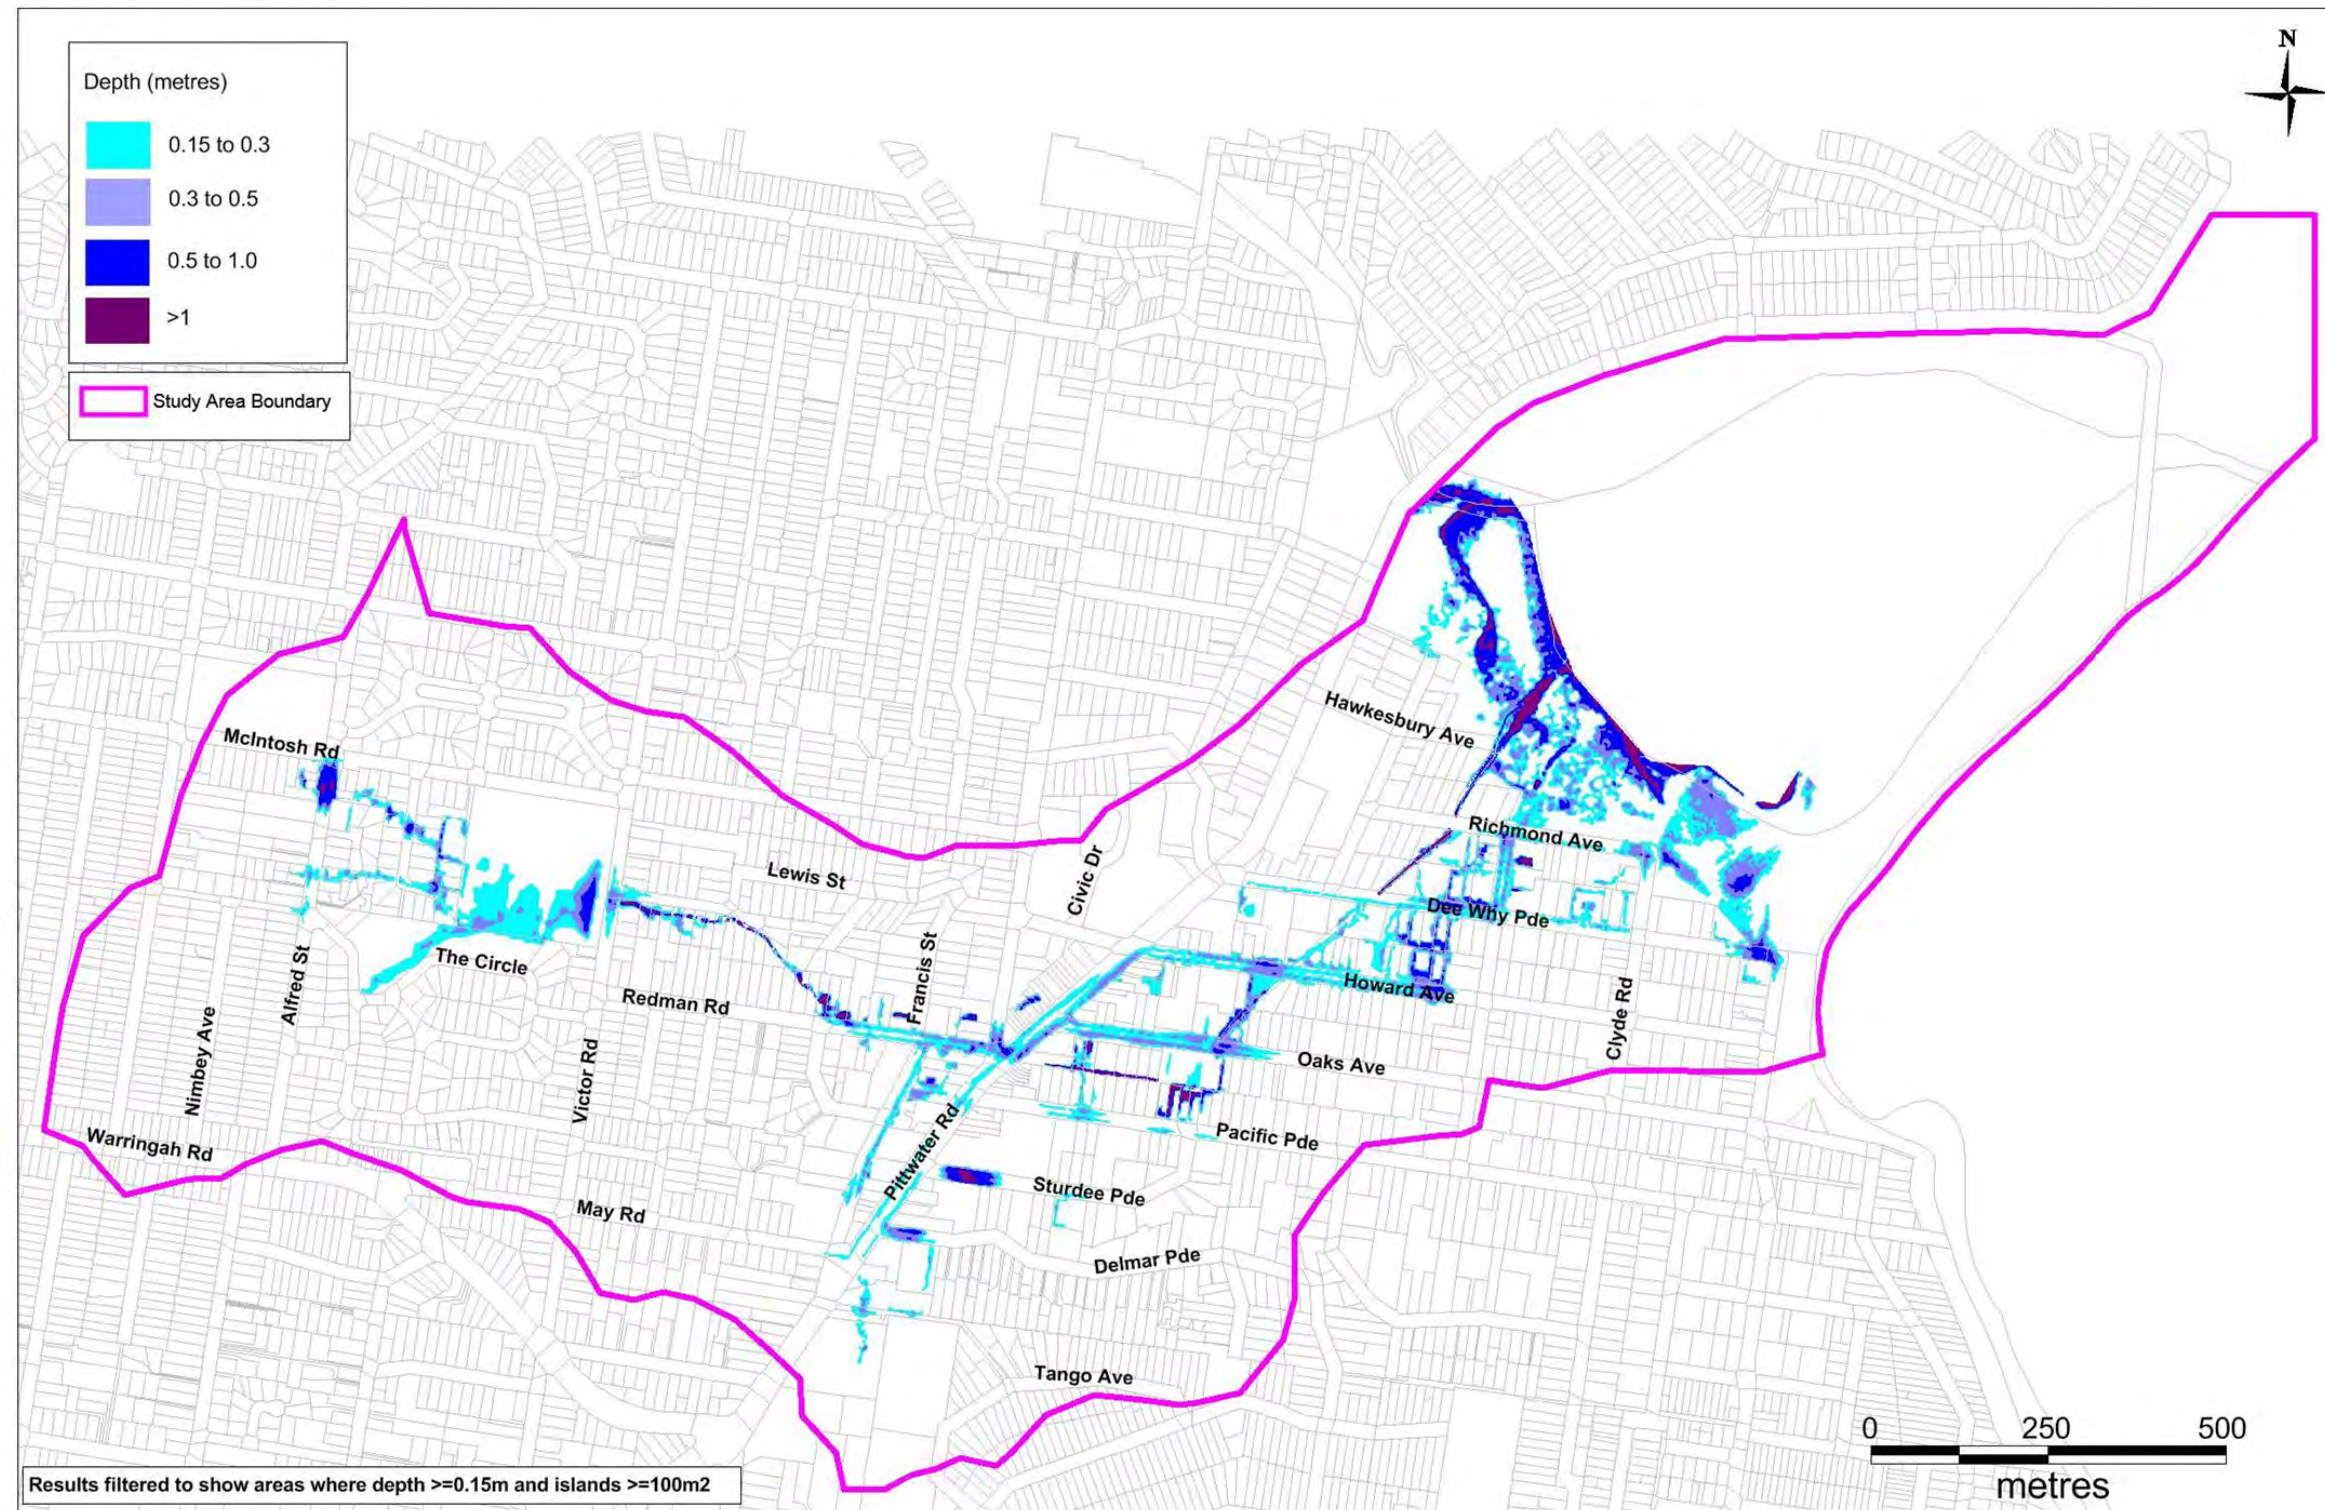 N
Depth (metres)
0.15 to 0.3
0.3 to 0.5
0.5 to 1.0
>1
Study Area Boundary
McIntosh Rd
Hawkesbury Ave
Richmond Ave
Lewis St
Civic Dr
Dee Why Pde
The Circle
Alfred St
Francis St
Howard Ave
Redman Rd
Clyde Rd
Nimbey Ave
Victor Rd
Oaks Ave
Pittwater Rd
Pacific Pde
Warringah Rd
Sturdee Pde
May Rd
Delmar Pde
Tango Ave
0 250 500
metres
Results filtered to show areas where depth >=0.15m and islands >=100m2